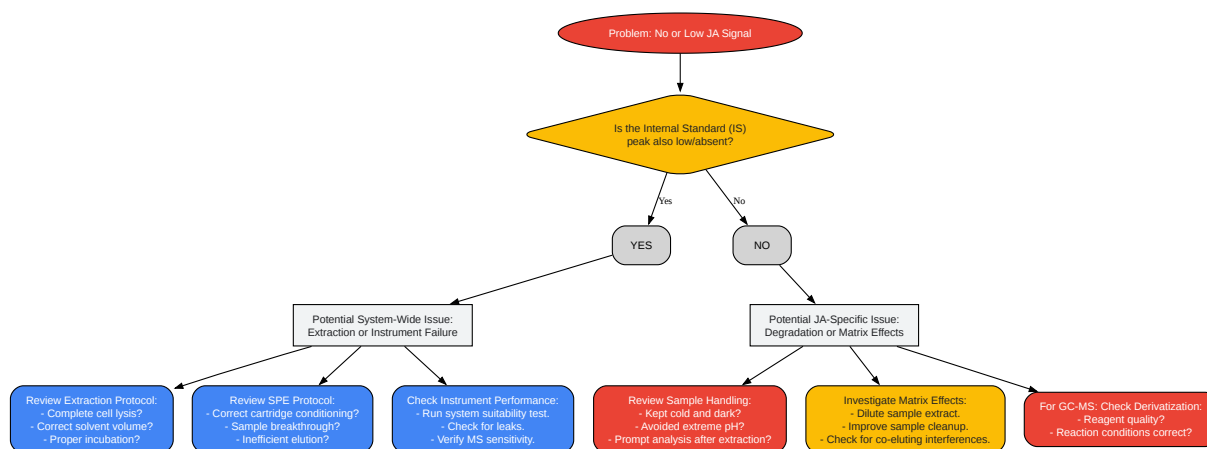 Problem: No or Low JA Signal
Is the Internal Standard (IS)
peak also low/absent?
Yes
No
YES
NO
Potential System-Wide Issue:
Extraction or Instrument Failure
Potential JA-Specific Issue:
Degradation or Matrix Effects
Review Extraction Protocol:
- Complete cell lysis?
- Correct solvent volume?
- Proper incubation?
Review SPE Protocol:
- Correct cartridge conditioning?
- Sample breakthrough?
- Inefficient elution?
Check Instrument Performance:
- Run system suitability test.
- Check for leaks.
- Verify MS sensitivity.
Review Sample Handling:
- Kept cold and dark?
- Avoided extreme pH?
- Prompt analysis after extraction?
Investigate Matrix Effects:
- Dilute sample extract.
- Improve sample cleanup.
- Check for co-eluting interferences.
For GC-MS: Check Derivatization:
- Reagent quality?
- Reaction conditions correct?